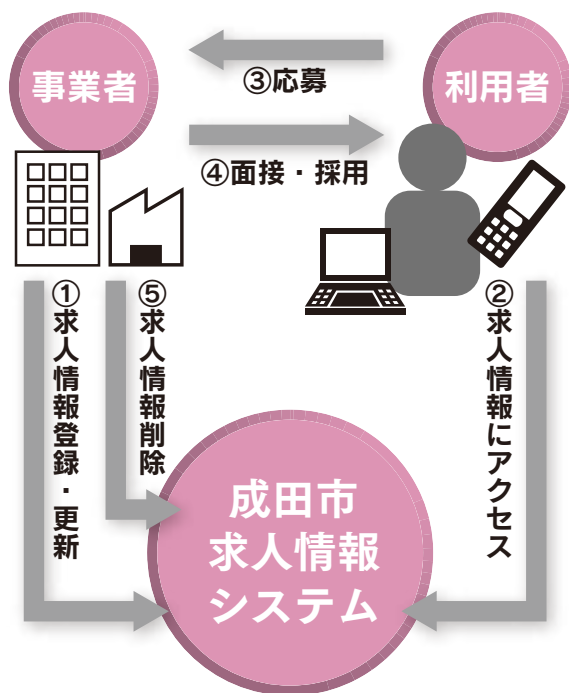 事業者
利用者
③応募
④面接・採用
①求人情報登録・更新
⑤求人情報削除
②求人情報にアクセス
成田市
求人情報
システム